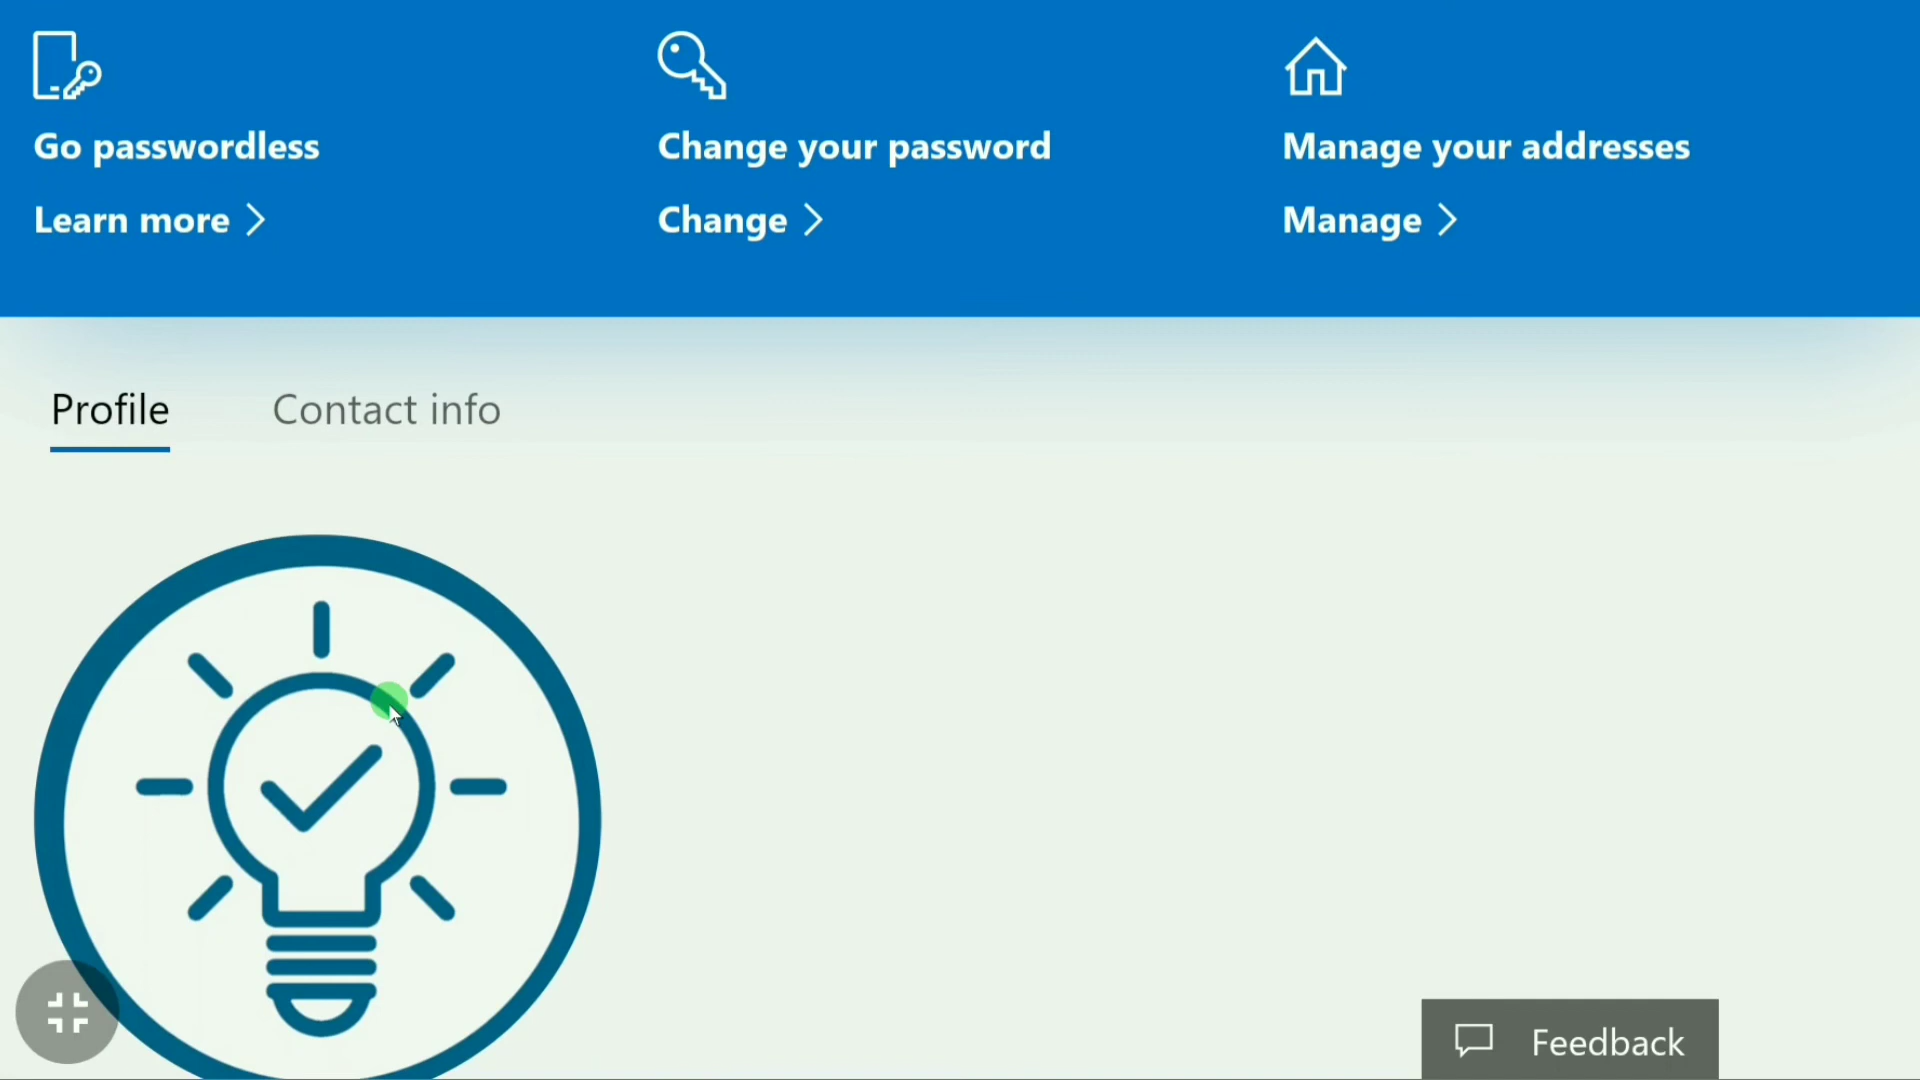 Go passwordless
Learn more
Change your password
Change
Manage your addresses
Manage
Profile
Contact info
Feedback